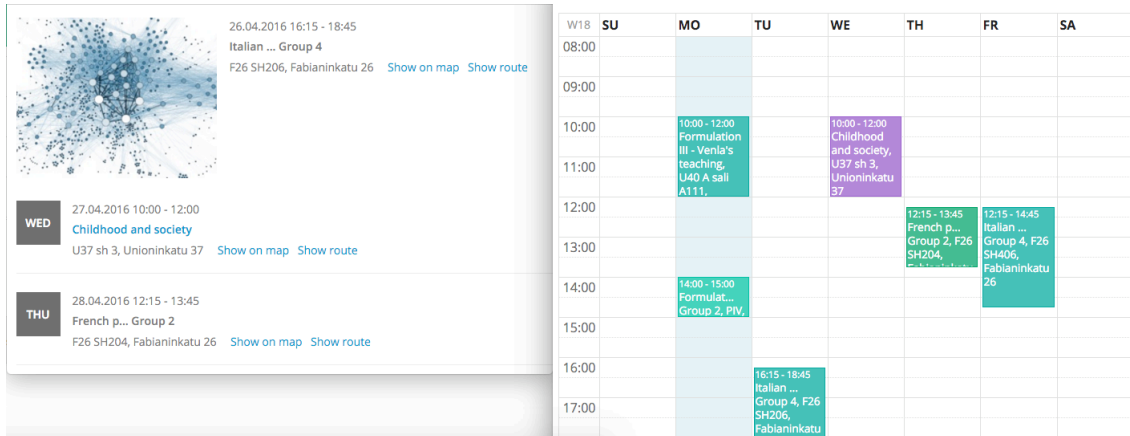 26.04.2016 16:15 - 18:45
Italian ... Group 4
F26 SH206, Fabianinkatu 26 Show on map Show route
WED
27.04.2016 10:00 - 12:00
Childhood and society
U37 sh 3, Unioninkatu 37 Show on map Show route
THU
28.04.2016 12:15 - 13:45
French p... Group 2
F26 SH204, Fabianinkatu 26 Show on map Show route
W18 SU MO TU WE TH FR SA
08:00
09:00
10:00
11:00
12:00
13:00
14:00
15:00
16:00
17:00
10:00 - 12:00
Formulation
III - Venla's
teaching,
U40 A sali
A111,
14:00 - 15:00
Formulat...
Group 2, PIV,
16:15 - 18:45
Italian ...
Group 4, F26
SH206,
Fabianinkatu
10:00 - 12:00
Childhood
and society,
U37 sh 3,
Unioninkatu
37
12:15 - 13:45
French p...
Group 2, F26
SH204,
Fabianinkatu
12:15 - 14:45
Italian ...
Group 4, F26
SH406,
Fabianinkatu
26